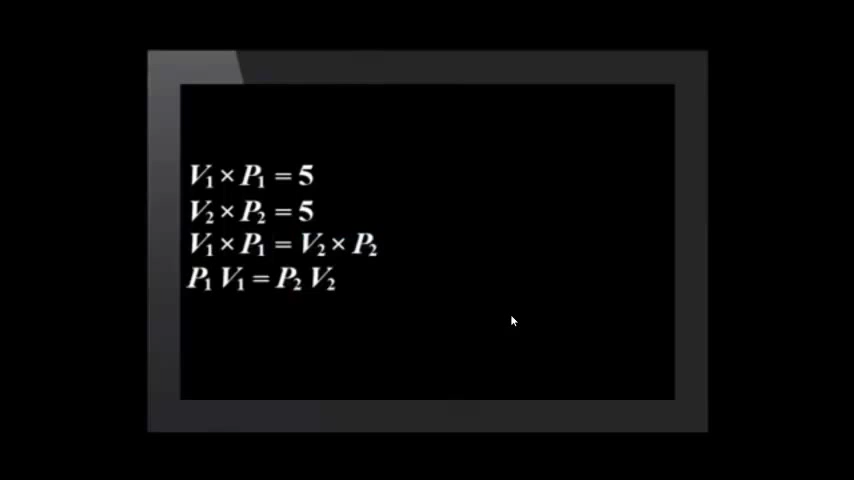 V₁ × P₁ = 5
V₂ × P₂ = 5
V₁ × P₁ = V₂ × P₂
P₁ V₁ = P₂ V₂